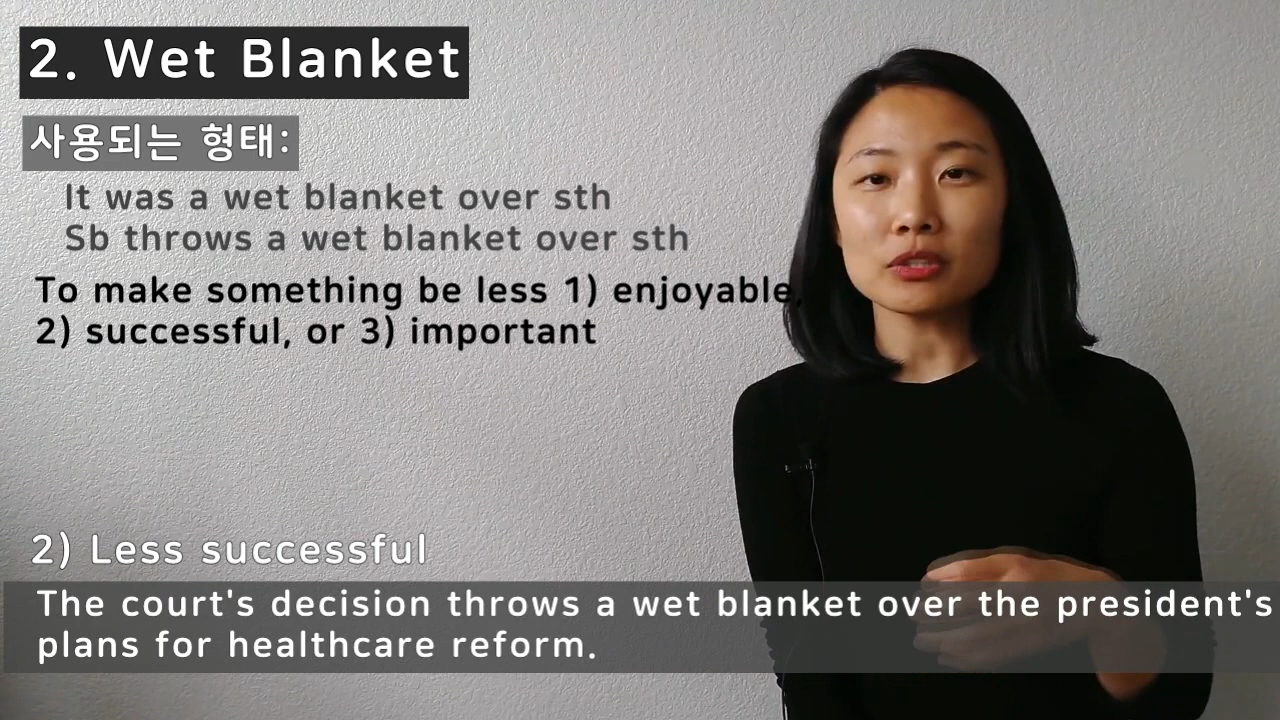 2. Wet Blanket
사용되는 형태:
It was a wet blanket over sth
Sb throws a wet blanket over sth
To make something be less 1) enjoyable,
2) successful, or 3) important
2) Less successful
The court's decision throws a wet blanket over the president's
plans for healthcare reform.